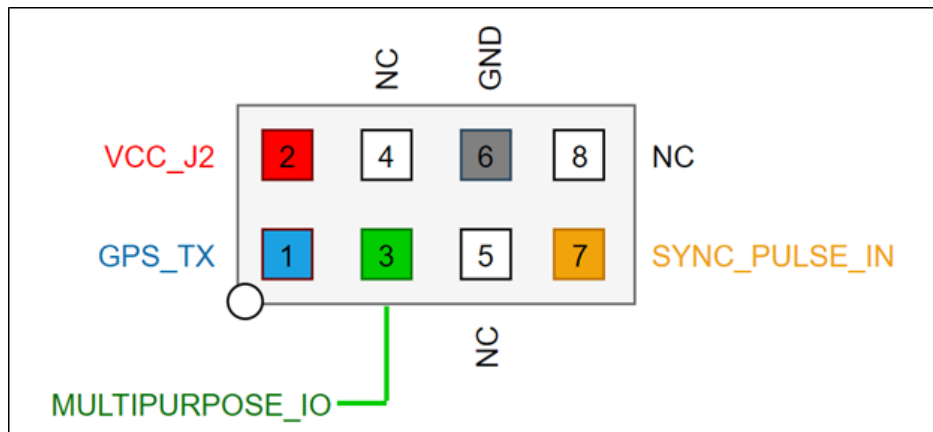 NC
GND
VCC_J2 2 4 6 8 NC
GPS_TX 1 3 5 7 SYNC_PULSE_IN
NC
MULTIPURPOSE_IO